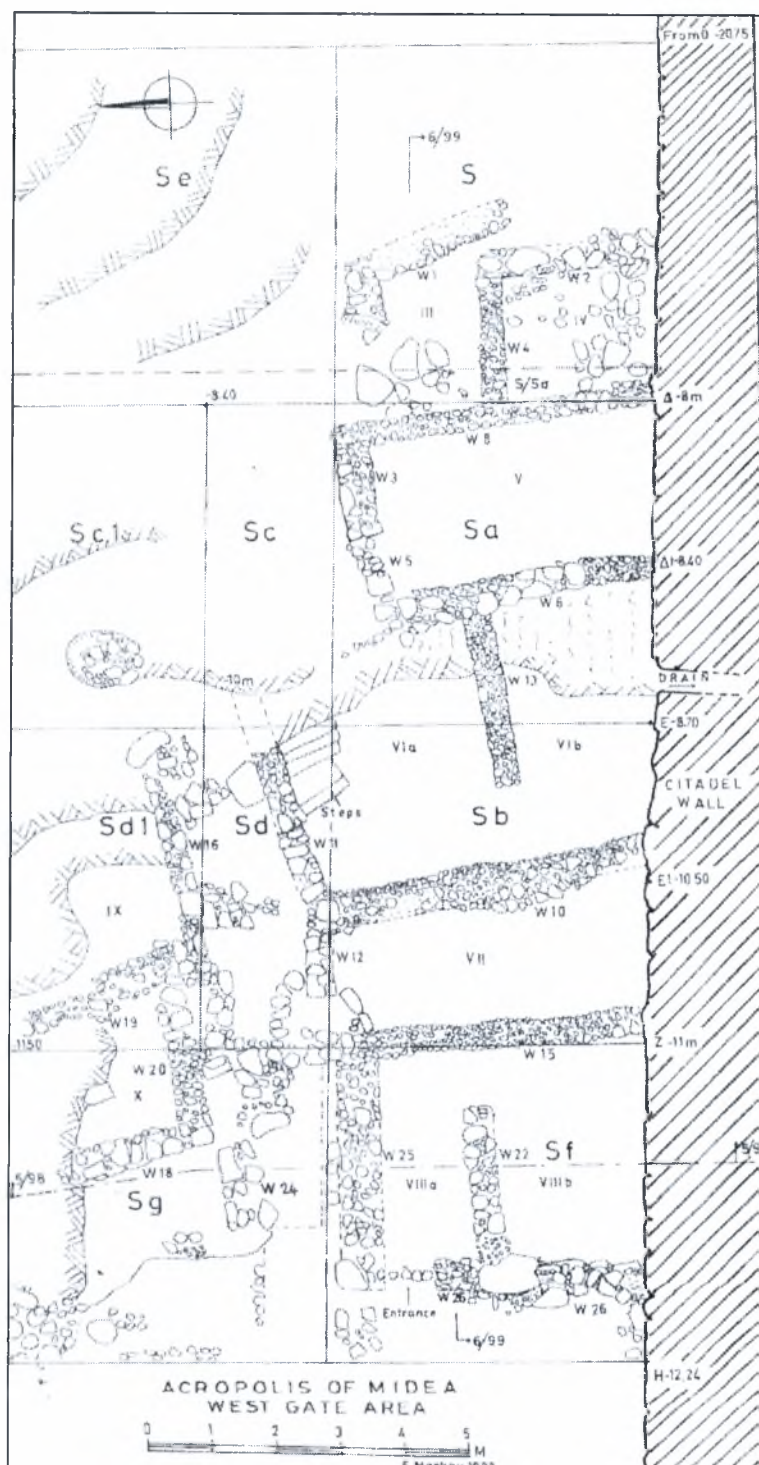 From 0 -20.75
6/99
Se
S
W1
W2
III
IV
W4
S/Sa
-8.40
Δ-8m
W8
W3
V
Sc,1
Sc
Sa
W5
Δ1-8.40
W6
-10m
W13
DRAIN
E-8.70
VIa
VIb
CITADEL
WALL
Steps
Sd1
Sd
Sb
W16
W11
E1-10.50
IX
W10
W12
VII
W19
-11.50
Z-11m
W20
W15
X
W25
W22
Sf
5/98
W18
VIIIa
VIIIb
Sg
W24
W26
W26
Entrance
6/99
H-12,24
ACROPOLIS OF MIDEA
WEST GATE AREA
0 1 2 3 4 5
M